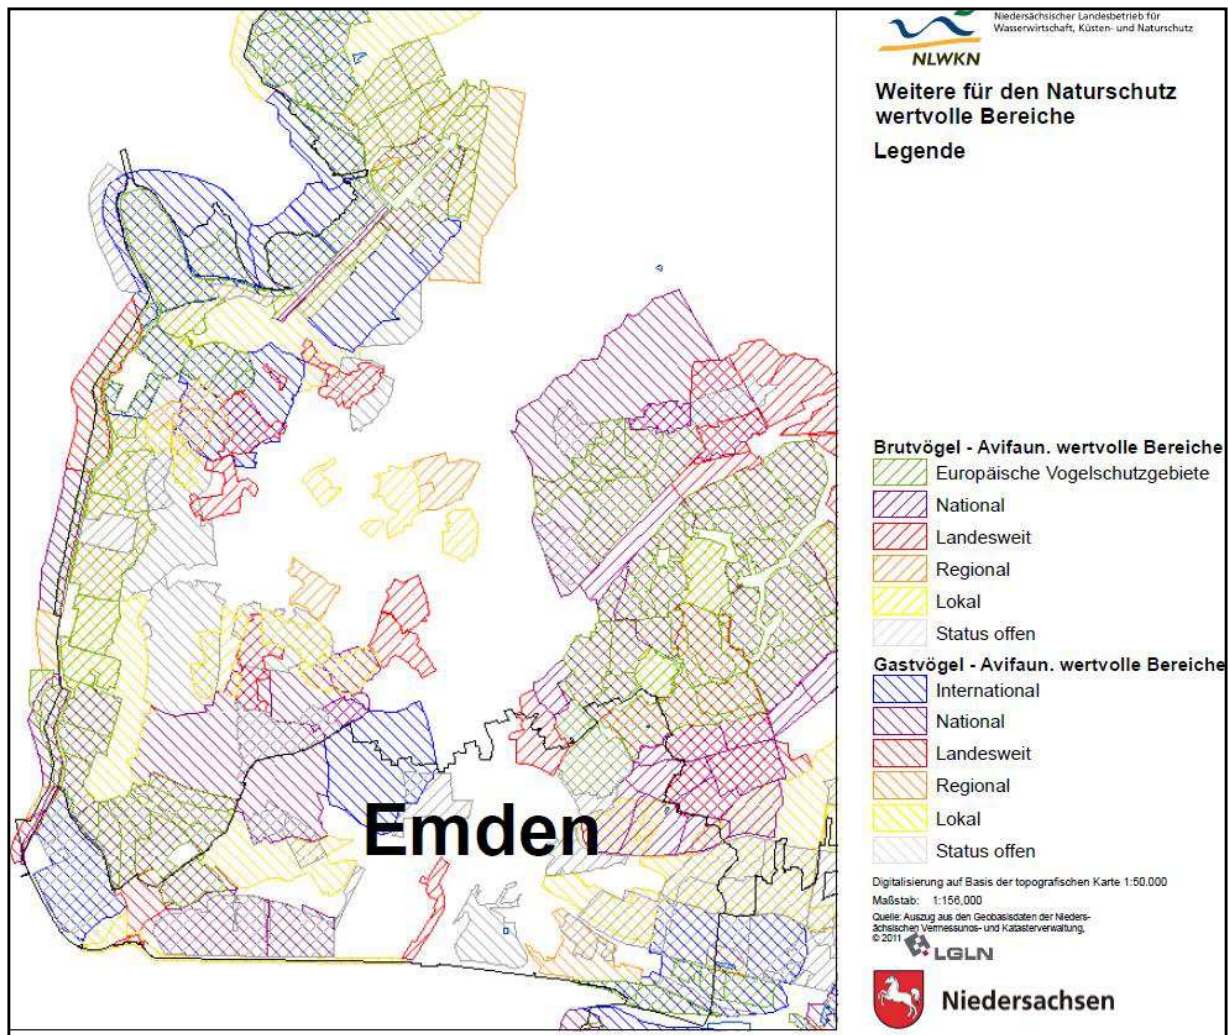 Niedersächsischer Landesbetrieb für
Wasserwirtschaft, Küsten- und Naturschutz
NLWKN
Weitere für den Naturschutz
wertvolle Bereiche
Legende
Brutvögel - Avifaun. wertvolle Bereiche
Europäische Vogelschutzgebiete
National
Landesweit
Regional
Lokal
Status offen
Gastvögel - Avifaun. wertvolle Bereiche
International
National
Landesweit
Regional
Lokal
Status offen
Digitalisierung auf Basis der topografischen Karte 1:50.000
Maßstab: 1:156,000
Quelle: Auszug aus den Geobasisdaten der Nieders-
ächsischen Vermessungs- und Katasterverwaltung,
© 2011
LGLN
Niedersachsen
Emden